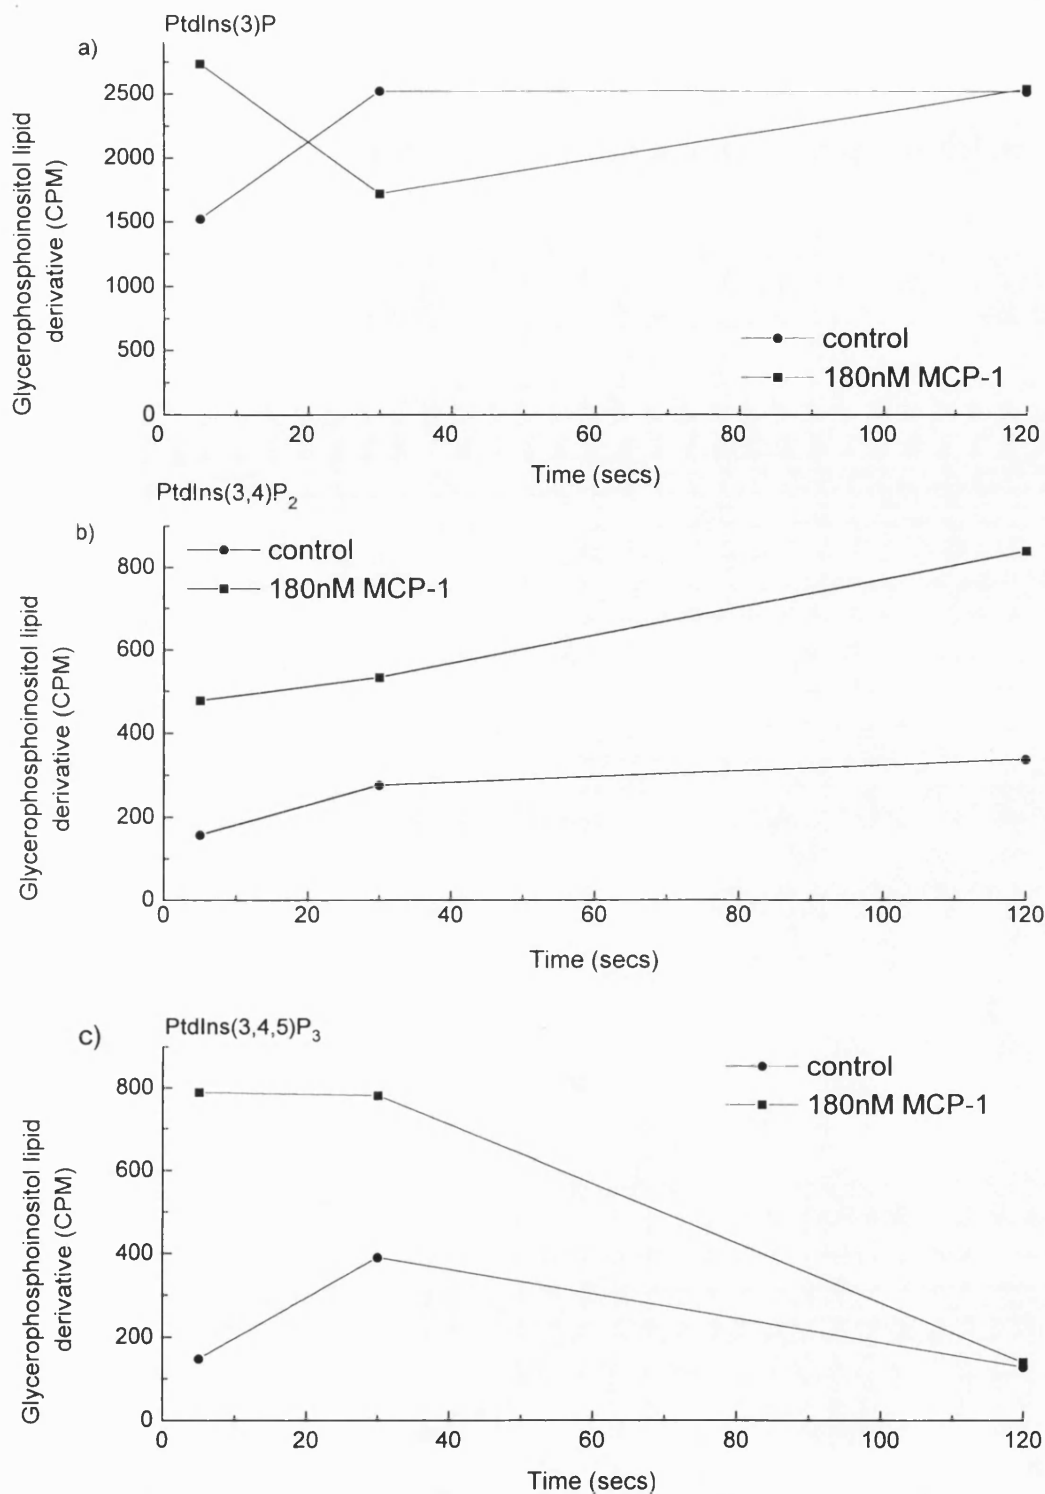 PtdIns(3)P
a)
Glycerophosphoinositol lipid
derivative (CPM)
2500
2000
1500
1000
500
0
control
180nM MCP-1
0 20 40 60 80 100 120
Time (secs)
PtdIns(3,4)P2
b)
Glycerophosphoinositol lipid
derivative (CPM)
800
600
400
200
0
control
180nM MCP-1
0 20 40 60 80 100 120
Time (secs)
PtdIns(3,4,5)P3
c)
Glycerophosphoinositol lipid
derivative (CPM)
800
600
400
200
0
control
180nM MCP-1
0 20 40 60 80 100 120
Time (secs)